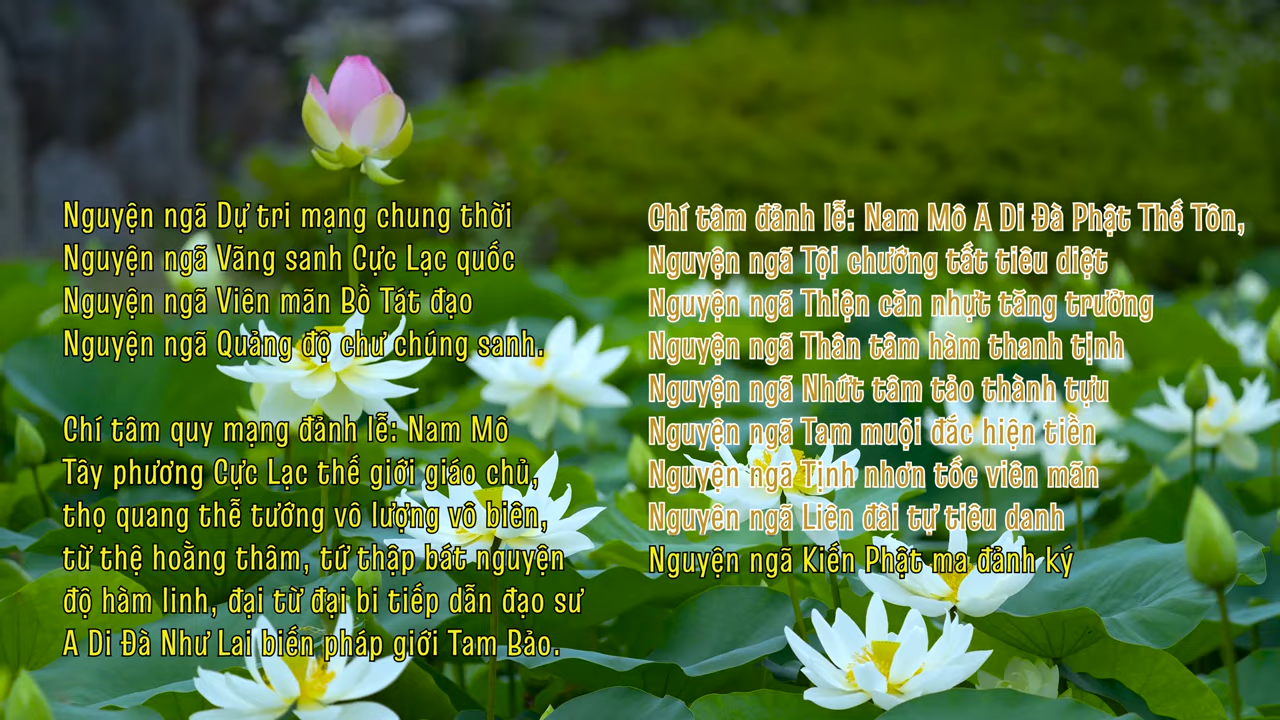 Nguyện ngã Dự tri mạng chung thời
Nguyện ngã Vãng sanh Cực Lạc quốc
Nguyện ngã Viên mãn Bồ Tát đạo
Nguyện ngã Quảng độ chư chúng sanh.
Chí tâm quy mạng đảnh lễ: Nam Mô
Tây phương Cực Lạc thế giới giáo chủ,
thọ quang thễ tướng vô lượng vô biên,
từ thệ hoằng thâm, tứ thập bát nguyện
độ hàm linh, đại từ đại bi tiếp dẫn đạo sư
A Di Đà Như Lai biến pháp giới Tam Bảo.
Chí tâm đảnh lễ: Nam Mô A Di Đà Phật Thế Tôn,
Nguyện ngã Tội chướng tất tiêu diệt
Nguyện ngã Thiện căn nhựt tăng trưởng
Nguyện ngã Thân tâm hàm thanh tịnh
Nguyện ngã Nhứt tâm tảo thành tựu
Nguyện ngã Tam muội đắc hiện tiền
Nguyện ngã Tịnh nhơn tốc viên mãn
Nguyện ngã Liên đài tự tiêu danh
Nguyện ngã Kiến Phật ma đảnh ký